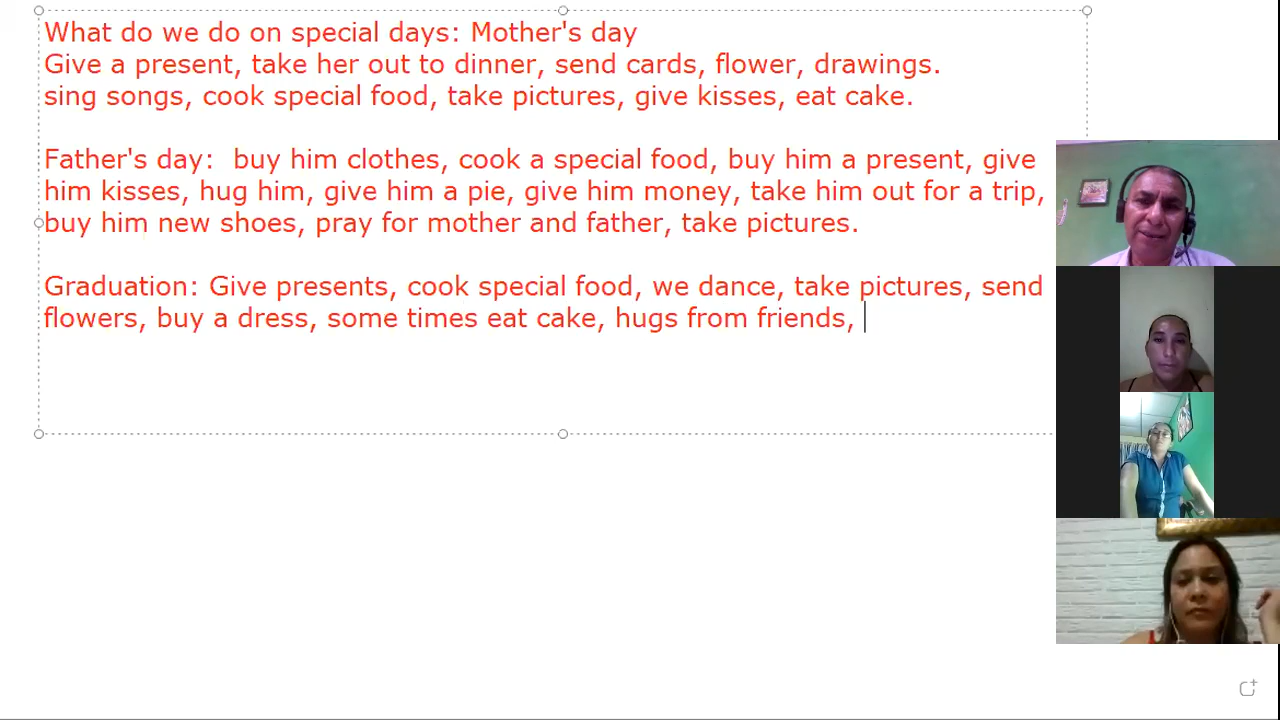 What do we do on special days: Mother's day
Give a present, take her out to dinner, send cards, flower, drawings.
sing songs, cook special food, take pictures, give kisses, eat cake.
Father's day:  buy him clothes, cook a special food, buy him a present, give
him kisses, hug him, give him a pie, give him money, take him out for a trip,
buy him new shoes, pray for mother and father, take pictures.
Graduation: Give presents, cook special food, we dance, take pictures, send
flowers, buy a dress, some times eat cake, hugs from friends,